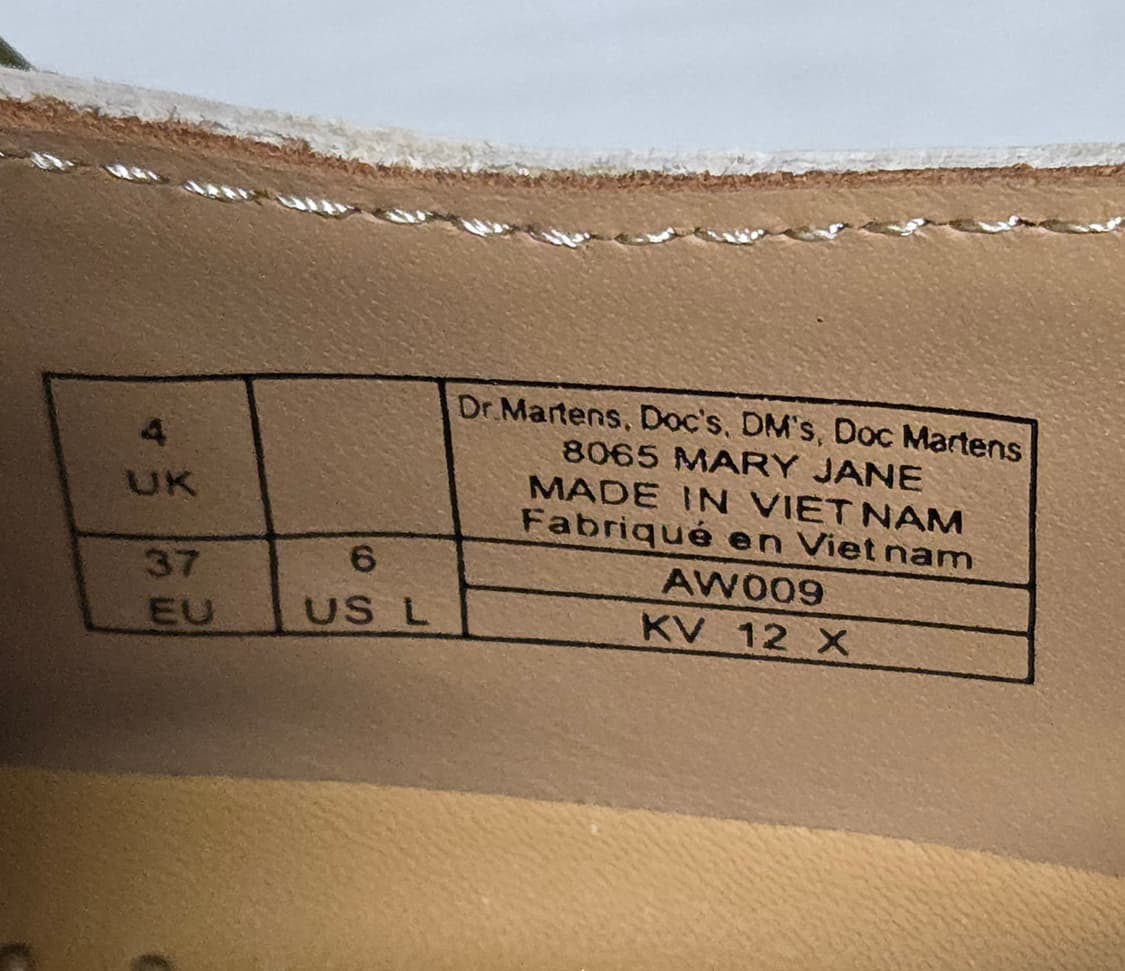 4
UK
37
EU
6
US L
Dr.Martens, Doc's, DM's, Doc Martens
8065 MARY JANE
MADE IN VIETNAM
Fabriqué en Vietnam
AW009
KV 12 X